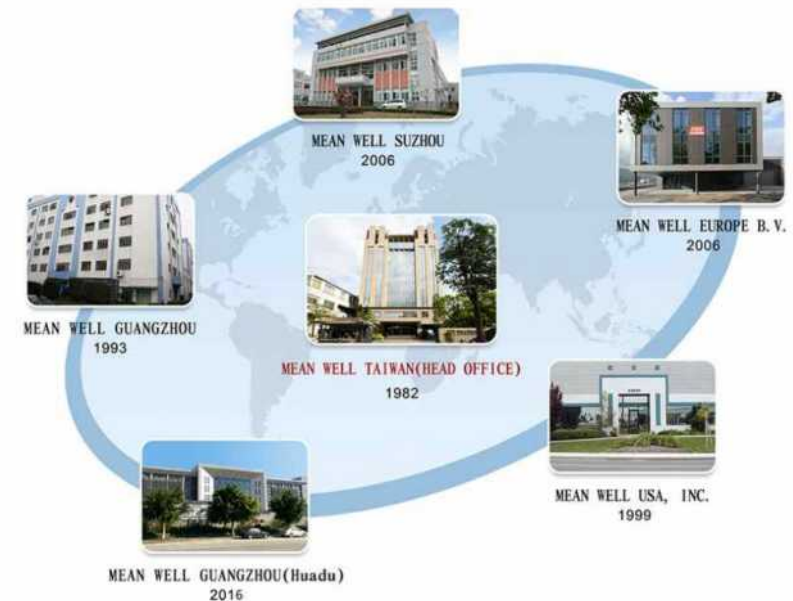 MEAN WELL SUZHOU
2006
MEAN WELL EUROPE B. V.
2006
MEAN WELL GUANGZHOU
1993
MEAN WELL TAIWAN(HEAD OFFICE)
1982
MEAN WELL USA, INC.
1999
MEAN WELL GUANGZHOU(Huadu)
2016